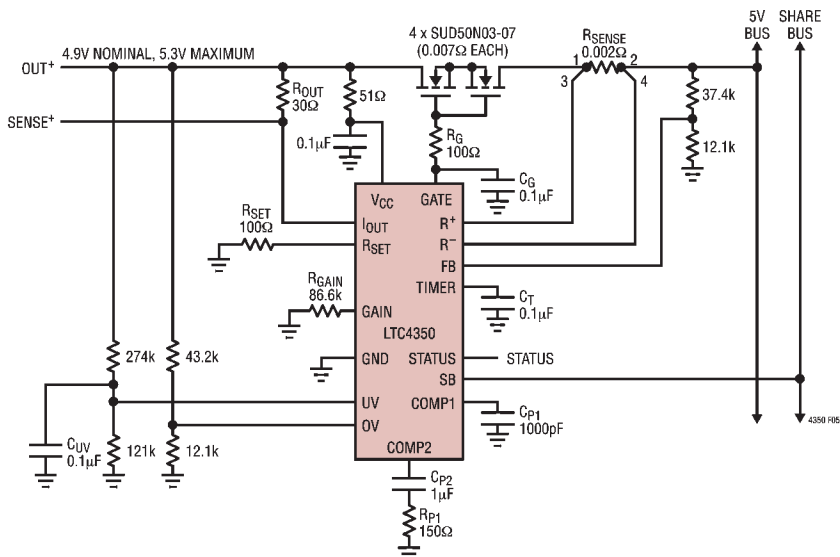 4 x SUD50N03-07
(0.007Ω EACH)
RSENSE
0.002Ω
5V
BUS
SHARE
BUS
4.9V NOMINAL, 5.3V MAXIMUM
OUT+
1
2
3
4
ROUT
30Ω
51Ω
37.4k
SENSE+
0.1µF
RG
100Ω
12.1k
CG
0.1µF
VCC
GATE
RSET
100Ω
IOUT
R+
RSET
R–
FB
RGAIN
86.6k
TIMER
CT
0.1µF
GAIN
LTC4350
274k
43.2k
GND
STATUS
STATUS
SB
UV
COMP1
CP1
1000pF
4350 F05
OV
CUV
0.1µF
121k
12.1k
COMP2
CP2
1µF
RP1
150Ω